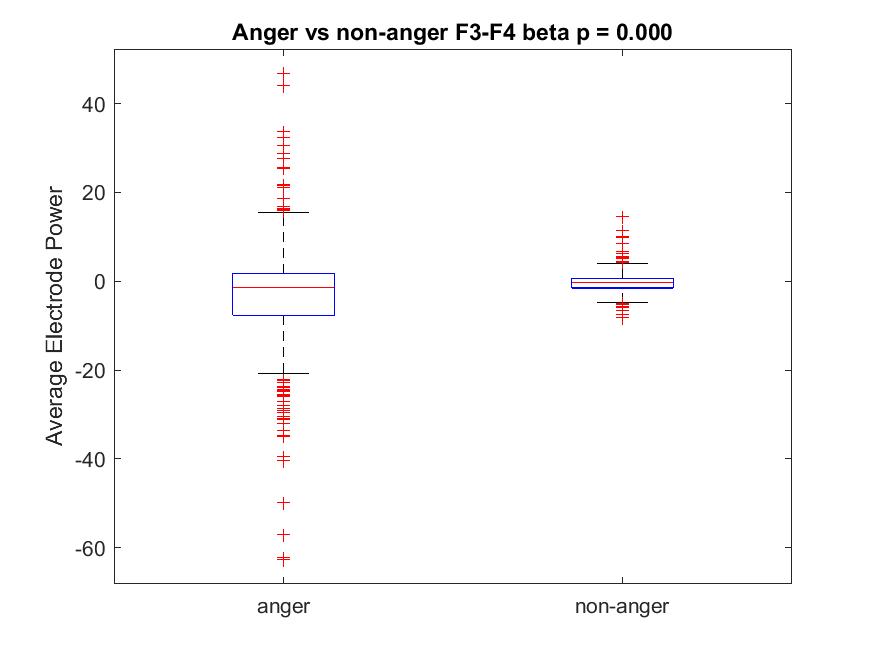 Anger vs non-anger F3-F4 beta p = 0.000
Average Electrode Power
40
20
0
-20
-40
-60
anger
non-anger